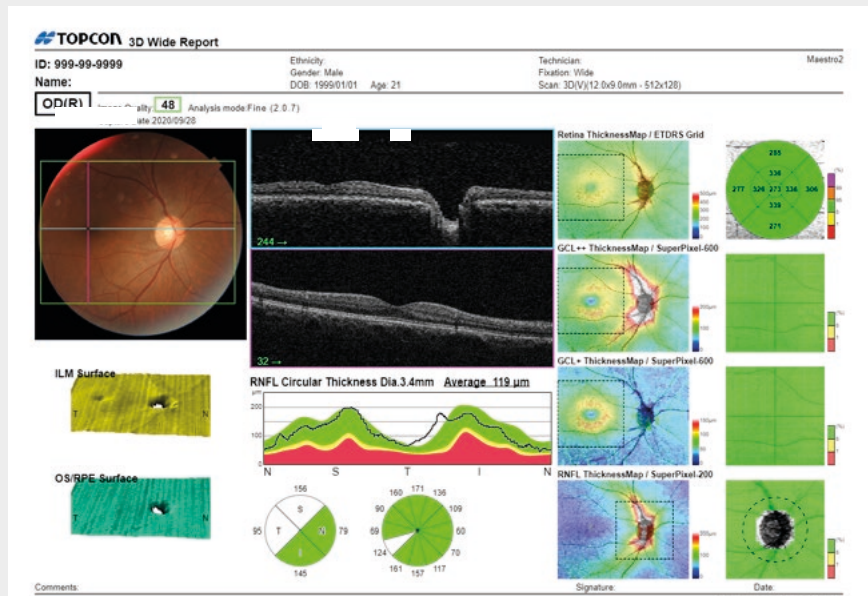 TOPCON 3D Wide Report
ID: 999-99-9999
Name:
Ethnicity:
Gender: Male
DOB: 1999/01/01 Age: 21
Technician:
Fixation: Wide
Scan: 3D(V)(12.0x9.0mm - 512x128)
Maestro2
OD(R)
Quality: 48 Analysis mode:Fine (2.0.7)
2020/09/28
244 →
32 →
ILM Surface
T N
OS/RPE Surface
T N
RNFL Circular Thickness Dia.3.4mm Average 119 µm
µm
200
100
0
N S T I N
156
S
95 T N 79
I
145
160 171 136
90 109
69 60
124 70
161 157 117
Retina ThicknessMap / ETDRS Grid
277 326 273 336 306
339
271
GCL++ ThicknessMap / SuperPixel-600
GCL+ ThicknessMap / SuperPixel-600
RNFL ThicknessMap / SuperPixel-200
Comments:
Signature:
Date: